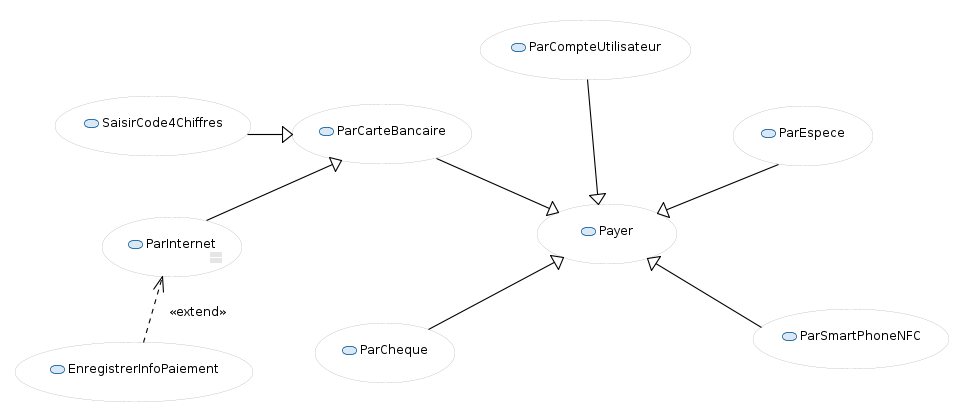 ParCompteUtilisateur
SaisirCode4Chiffres
ParCarteBancaire
ParEspece
Payer
ParInternet
«extend»
ParSmartPhoneNFC
ParCheque
EnregistrerInfoPaiement